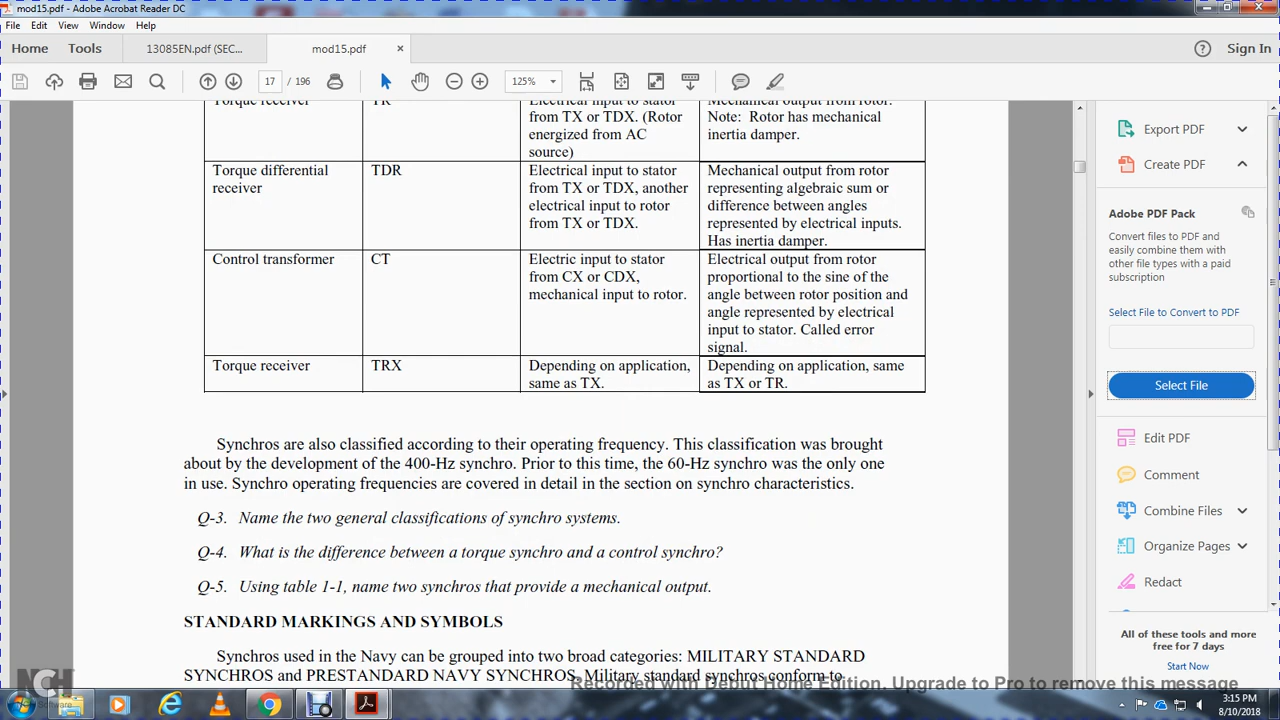 mod15.pdf - Adobe Acrobat Reader DC
File Edit View Window Help
Home Tools 13085EN.pdf (SEC... mod15.pdf × Sign In
17 / 196 125%
Torque receiver TR Electrical input to stator Mechanical output from rotor.
from TX or TDX. (Rotor Note: Rotor has mechanical
energized from AC inertia damper.
source)
Torque differential TDR Electrical input to stator Mechanical output from rotor
receiver from TX or TDX, another representing algebraic sum or
electrical input to rotor difference between angles
from TX or TDX. represented by electrical inputs.
Has inertia damper.
Control transformer CT Electric input to stator Electrical output from rotor
from CX or CDX, proportional to the sine of the
mechanical input to rotor. angle between rotor position and
angle represented by electrical
input to stator. Called error
signal.
Torque receiver TRX Depending on application, Depending on application, same
same as TX. as TX or TR.
Synchros are also classified according to their operating frequency. This classification was brought
about by the development of the 400-Hz synchro. Prior to this time, the 60-Hz synchro was the only one
in use. Synchro operating frequencies are covered in detail in the section on synchro characteristics.
Q-3. Name the two general classifications of synchro systems.
Q-4. What is the difference between a torque synchro and a control synchro?
Q-5. Using table 1-1, name two synchros that provide a mechanical output.
STANDARD MARKINGS AND SYMBOLS
Synchros used in the Navy can be grouped into two broad categories: MILITARY STANDARD
SYNCHROS and PRESTANDARD NAVY SYNCHROS. Military standard synchros conform to
Export PDF
Create PDF
Adobe PDF Pack
Convert files to PDF and
easily combine them with
other file types with a paid
subscription
Select File to Convert to PDF
Select File
Edit PDF
Comment
Combine Files
Organize Pages
Redact
All of these tools and more
free for 7 days
Start Now
NCH
Software
Recorded with Debut Home Edition. Upgrade to Pro to remove this message
3:15 PM
8/10/2018